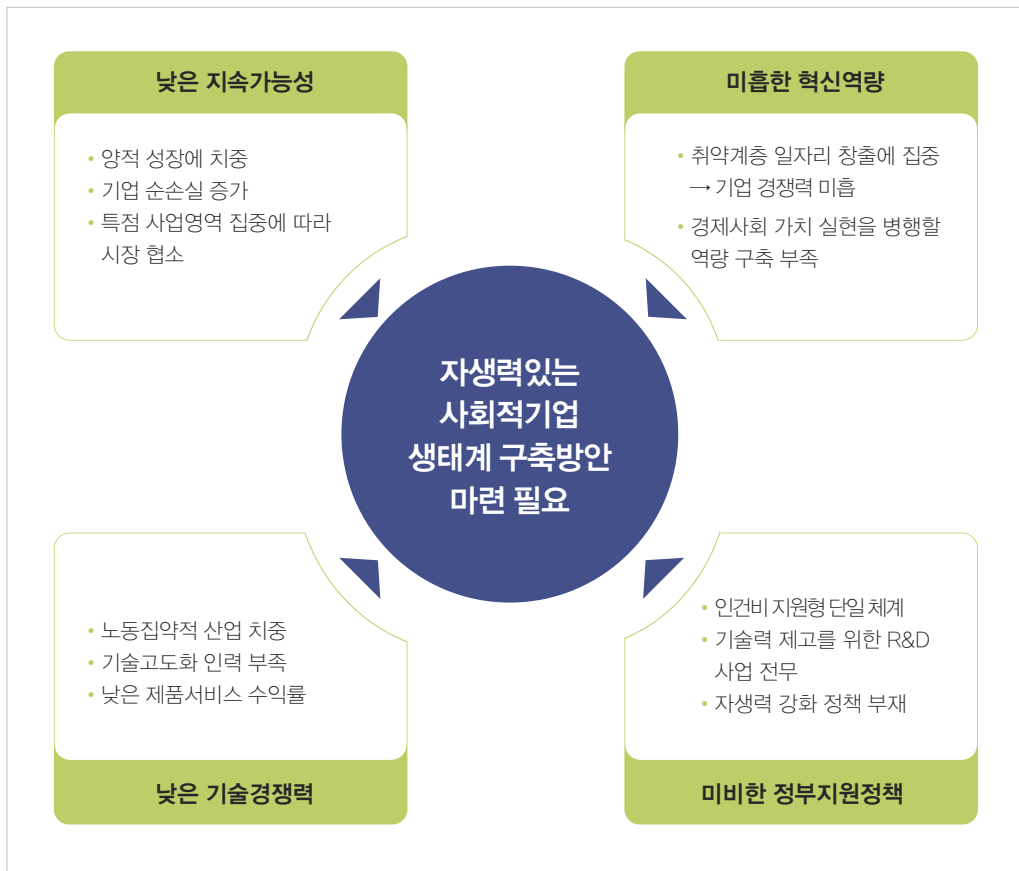 낮은 지속가능성
• 양적 성장에 치중
• 기업 순손실 증가
• 특점 사업영역 집중에 따라
시장 협소
미흡한 혁신역량
• 취약계층 일자리 창출에 집중
→ 기업 경쟁력 미흡
• 경제사회 가치 실현을 병행할
역량 구축 부족
자생력있는
사회적기업
생태계 구축방안
마련 필요
• 노동집약적 산업 치중
• 기술고도화 인력 부족
• 낮은 제품서비스 수익률
낮은 기술경쟁력
• 인건비 지원형 단일 체계
• 기술력 제고를 위한 R&D
사업 전무
• 자생력 강화 정책 부재
미비한 정부지원정책